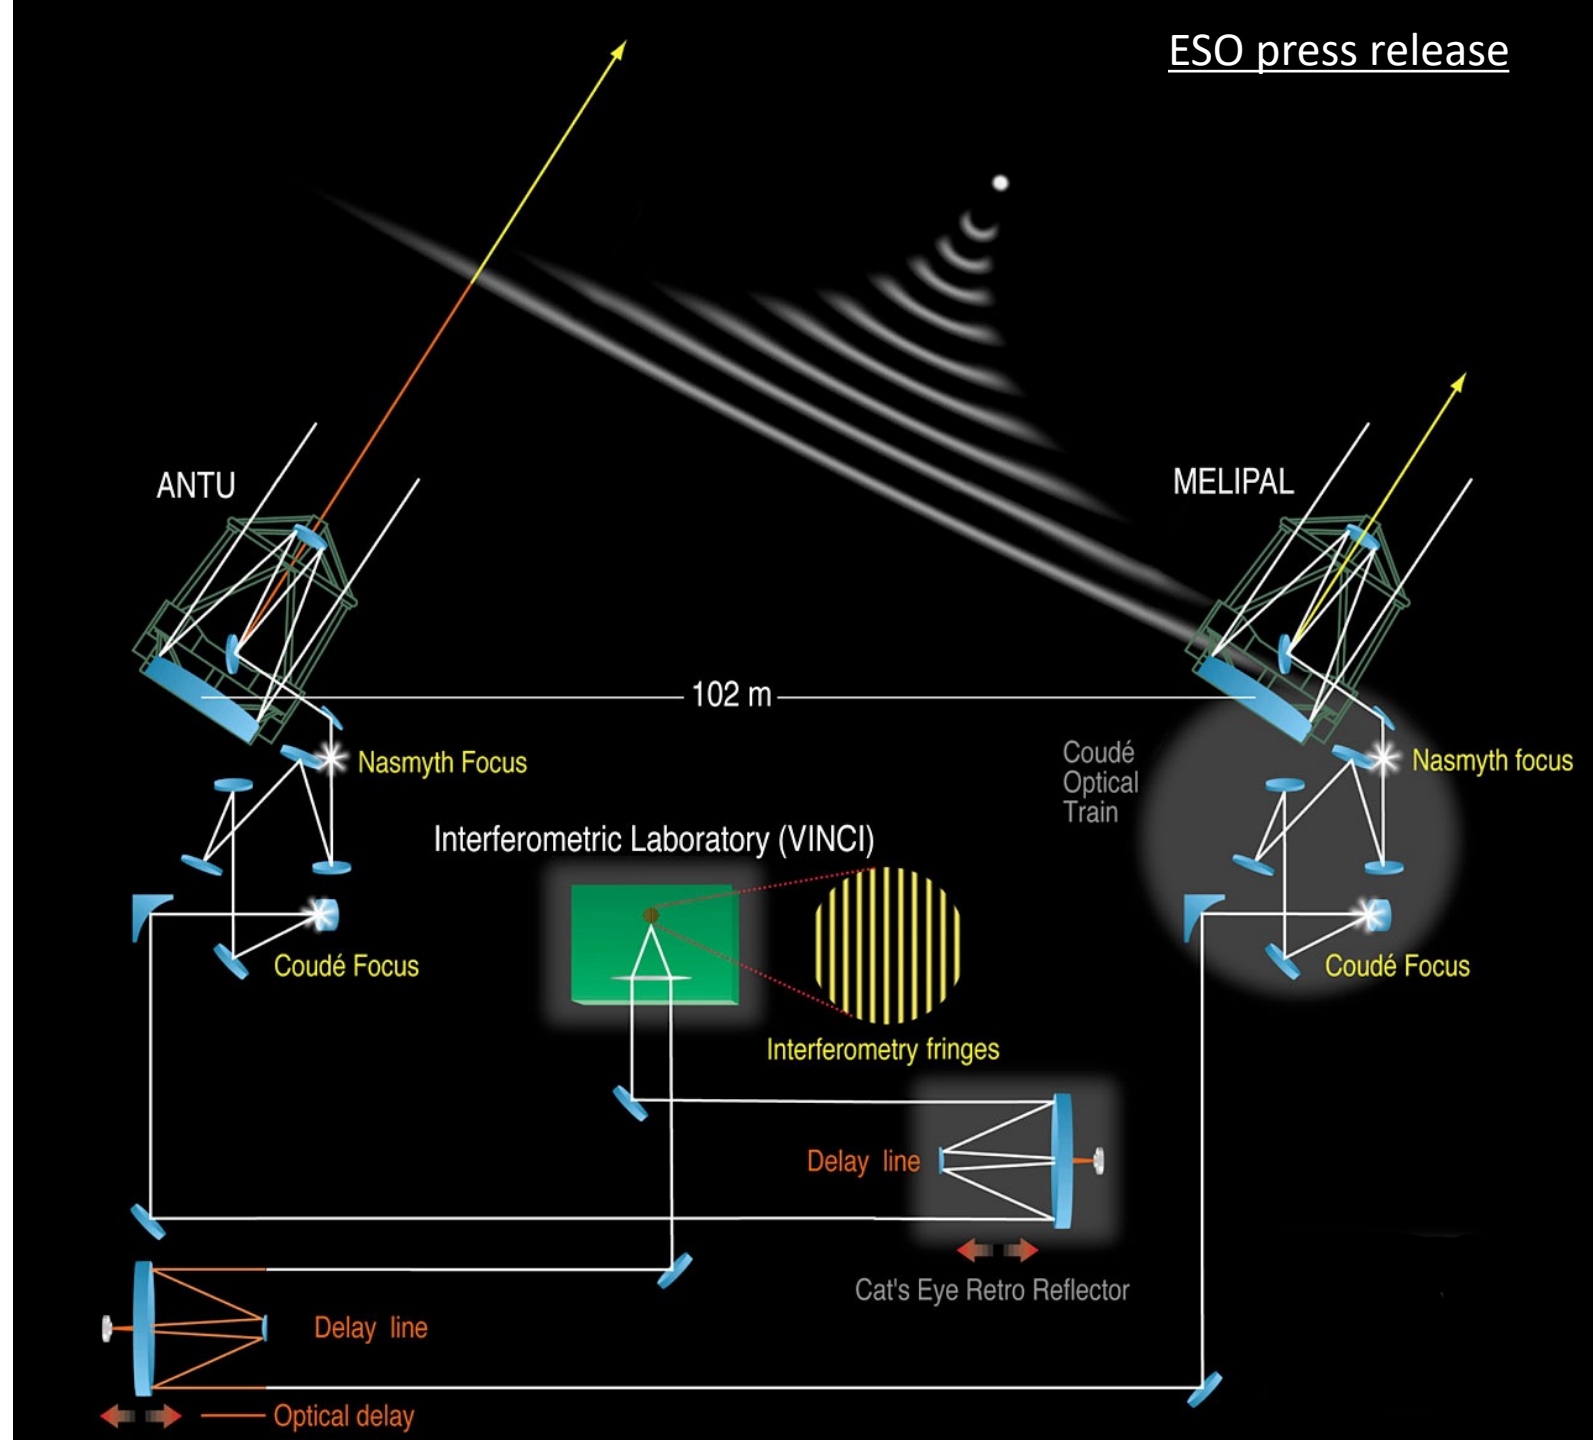 ESO press release
ANTU
MELIPAL
102 m
Coudé
Optical
Train
Nasmyth Focus
Nasmyth focus
Interferometric Laboratory (VINCI)
Coudé Focus
Coudé Focus
Interferometry fringes
Delay line
Cat's Eye Retro Reflector
Delay line
Optical delay